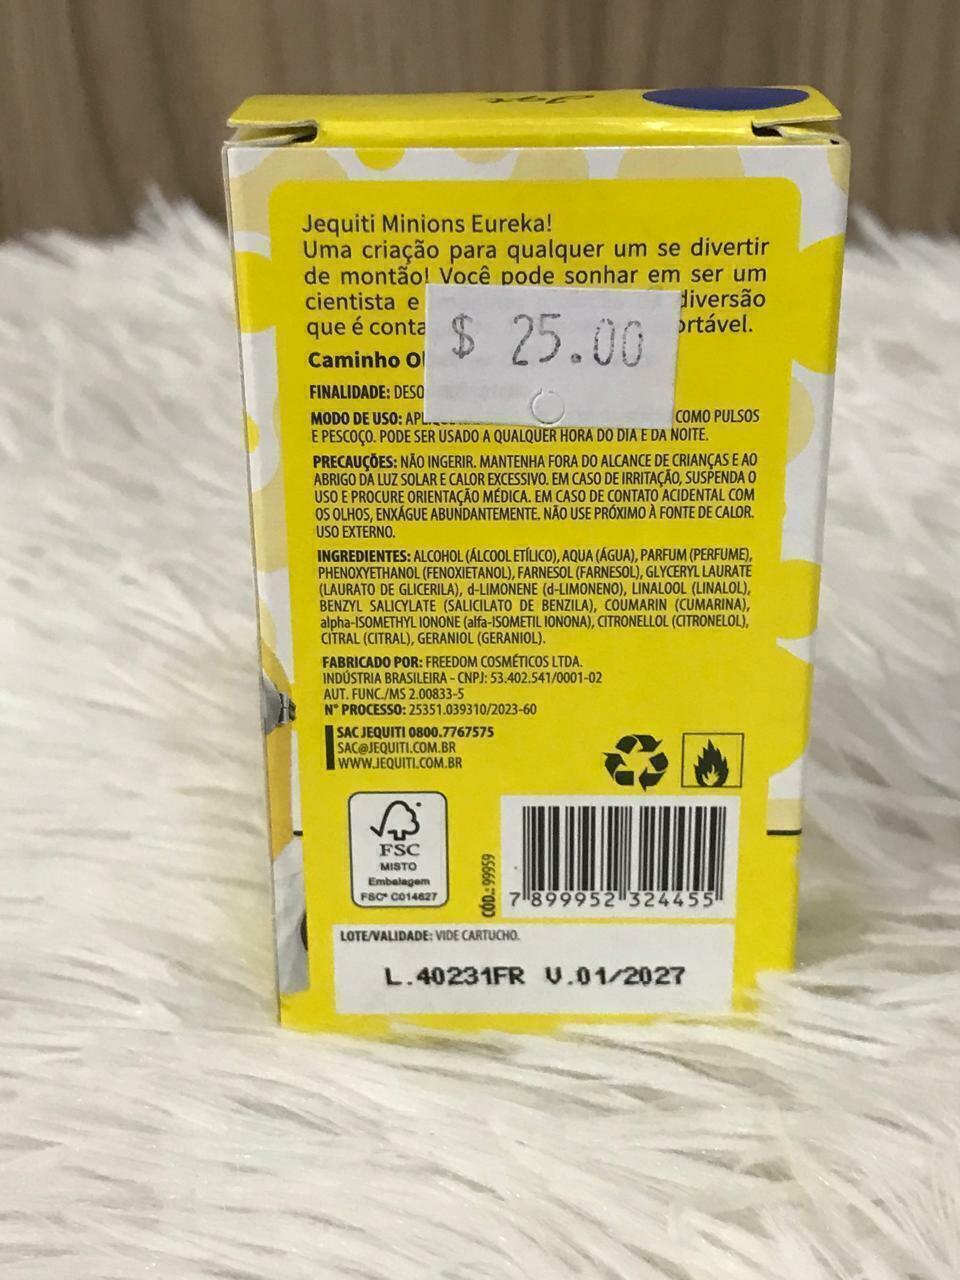 Jequiti Minions Eureka!
Uma criação para qualquer um se divertir
de montão! Você pode sonhar em ser um
cientista e diversão
que é
$ 25.00
Caminho
FINALIDADE:
MODO DE USO: COMO PULSOS
E PESCOÇO. PODE SER USADO A QUALQUER HORA DO DIA E DA NOITE.
PRECAUÇÕES: NÃO INGERIR. MANTENHA FORA DO ALCANCE DE CRIANÇAS E AO
ABRIGO DA LUZ SOLAR E CALOR EXCESSIVO. EM CASO DE IRRITAÇÃO, SUSPENDA O
USO E PROCURE ORIENTAÇÃO MÉDICA. EM CASO DE CONTATO ACIDENTAL COM
OS OLHOS, ENXÁGUE ABUNDANTEMENTE. NÃO USE PRÓXIMO À FONTE DE CALOR.
USO EXTERNO.
INGREDIENTES: ALCOHOL (ÁLCOOL ETÍLICO), AQUA (ÁGUA), PARFUM (PERFUME),
PHENOXYETHANOL (FENOXIETANOL), FARNESOL (FARNESOL), GLYCERYL LAURATE
(LAURATO DE GLICERILA), d-LIMONENE (d-LIMONENO), LINALOOL (LINALOL),
BENZYL SALICYLATE (SALICILATO DE BENZILA), COUMARIN (CUMARINA),
alpha-ISOMETHYL IONONE (alfa-ISOMETIL IONONA), CITRONELLOL (CITRONELOL),
CITRAL (CITRAL), GERANIOL (GERANIOL).
FABRICADO POR: FREEDOM COSMÉTICOS LTDA.
INDÚSTRIA BRASILEIRA - CNPJ: 53.402.541/0001-02
AUT. FUNC./MS 2.00833-5
N° PROCESSO: 25351.039310/2023-60
SAC JEQUITI 0800.7767575
SAC@JEQUITI.COM.BR
WWW.JEQUITI.COM.BR
FSC
MISTO
Embalagem
FSC® C014627
CÓD.: 99959
7 899952 324455
LOTE/VALIDADE: VIDE CARTUCHO.
L.40231FR V.01/2027